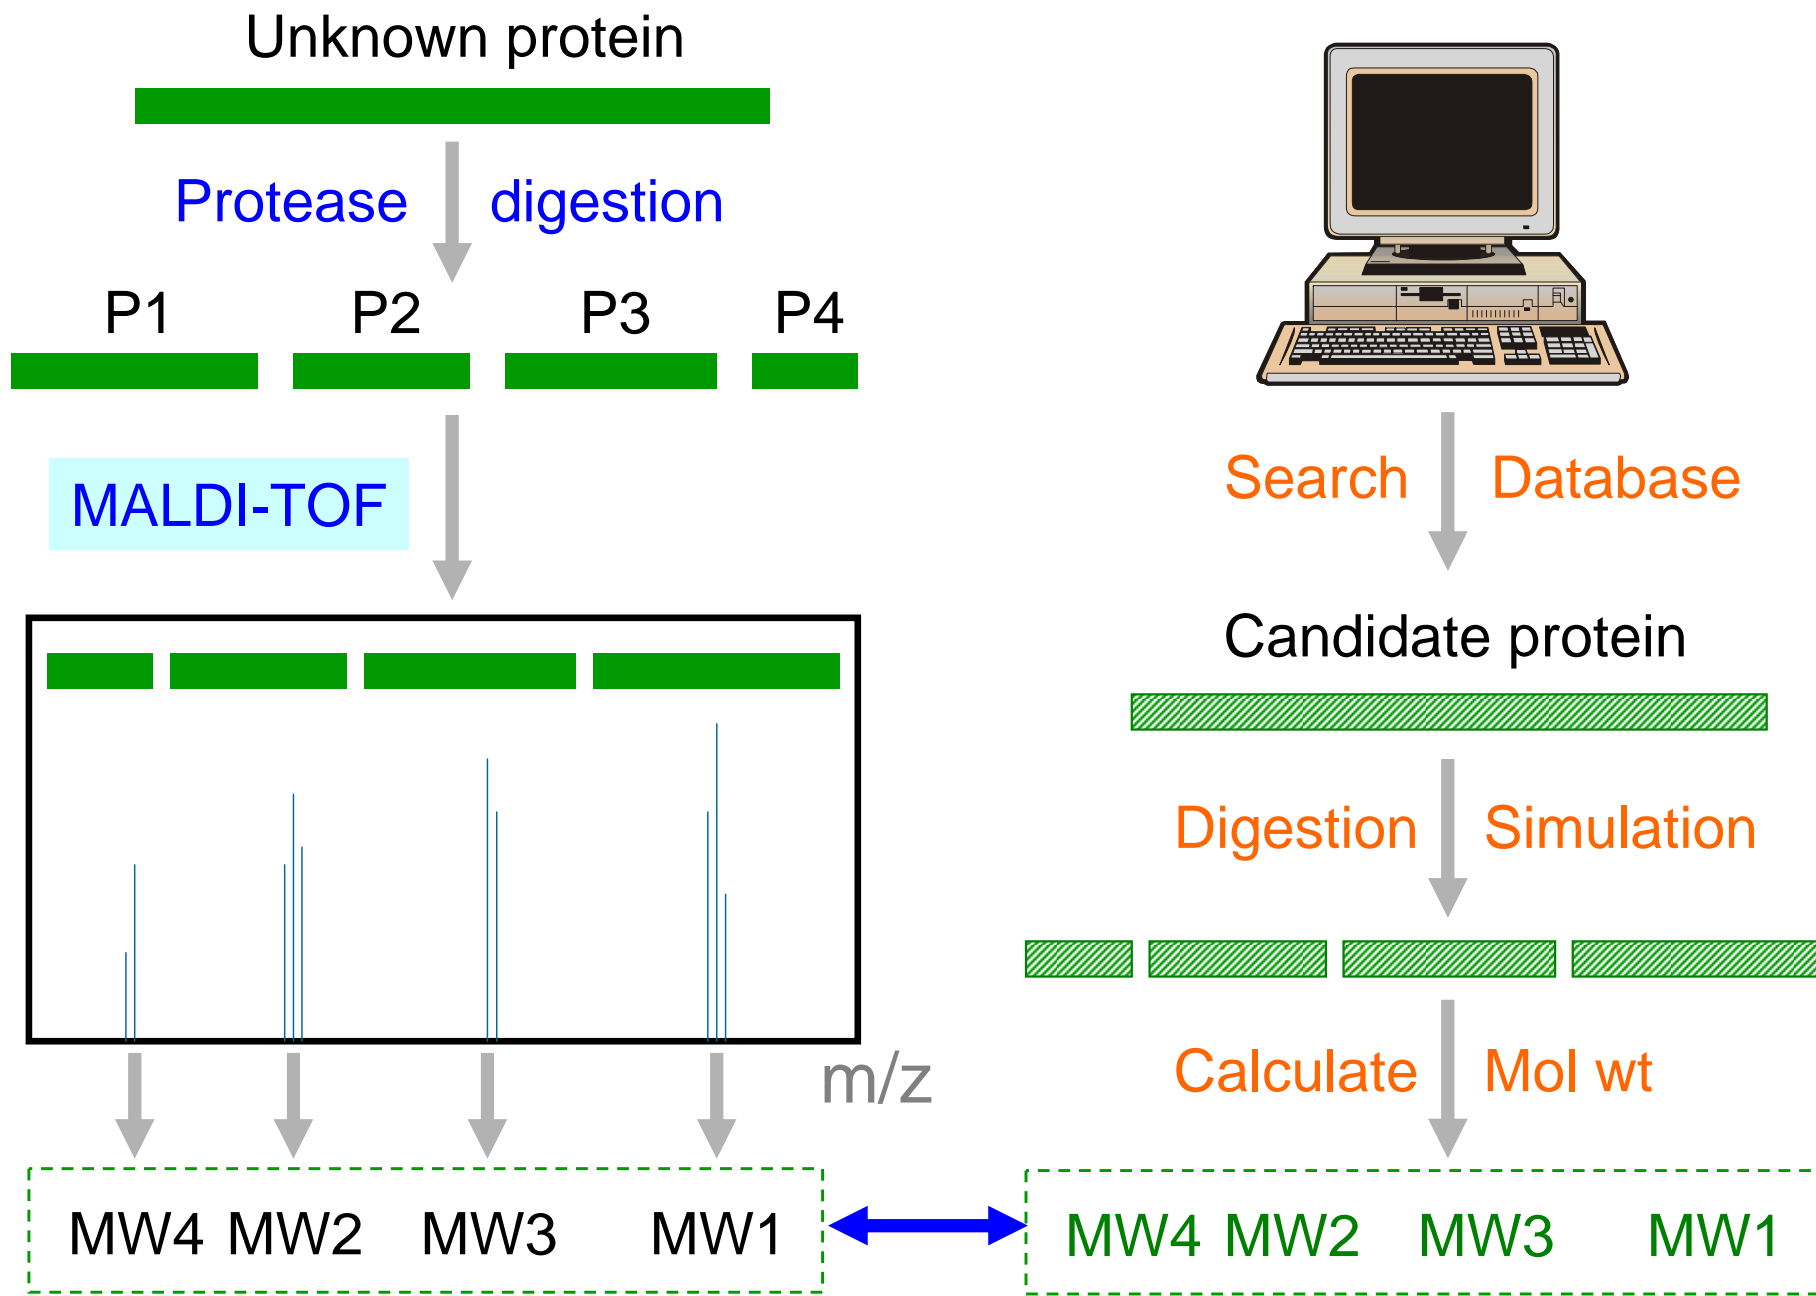 Unknown protein
Protease digestion
P1 P2 P3 P4
MALDI-TOF
m/z
MW4 MW2 MW3 MW1
Search Database
Candidate protein
Digestion Simulation
Calculate Mol wt
MW4 MW2 MW3 MW1